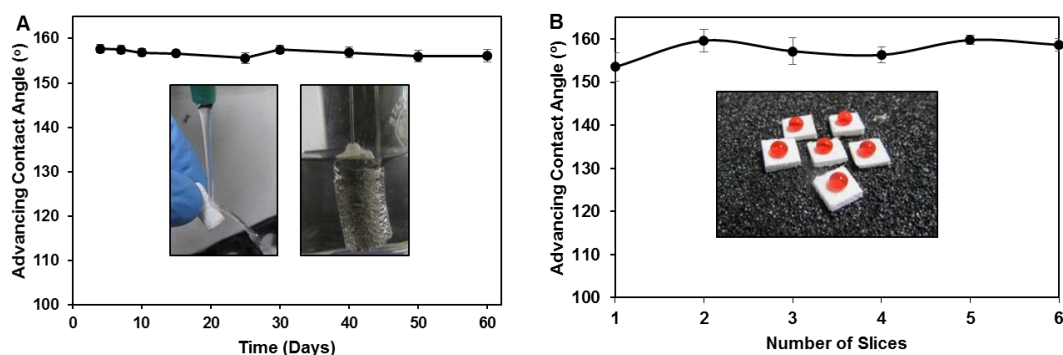 A
Advancing Contact Angle (º)
160
150
140
130
120
110
100
0 10 20 30 40 50 60
Time (Days)
B
Advancing Contact Angle (º)
160
150
140
130
120
110
100
1 2 3 4 5 6
Number of Slices